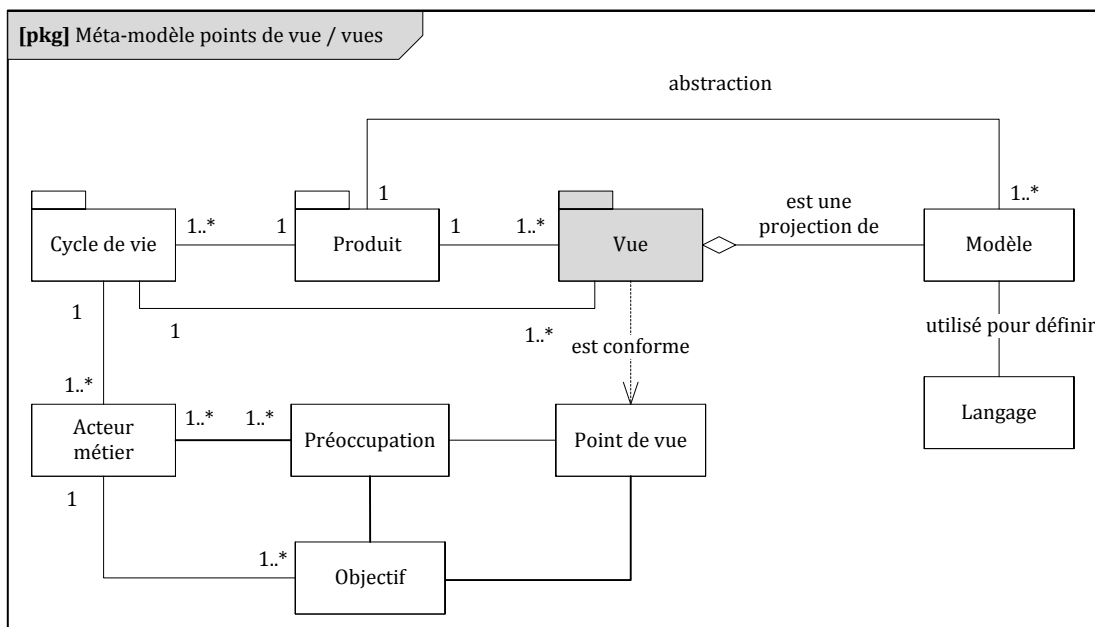 [pkg] Méta-modèle points de vue / vues
abstraction
1
1..*
1..*
1
1
1..*
est une
projection de
Cycle de vie
Produit
Vue
Modèle
1
1
1..*
utilisé pour définir
est conforme
1..*
1..*
1..*
Acteur
métier
Préoccupation
Point de vue
Langage
1
1..*
Objectif